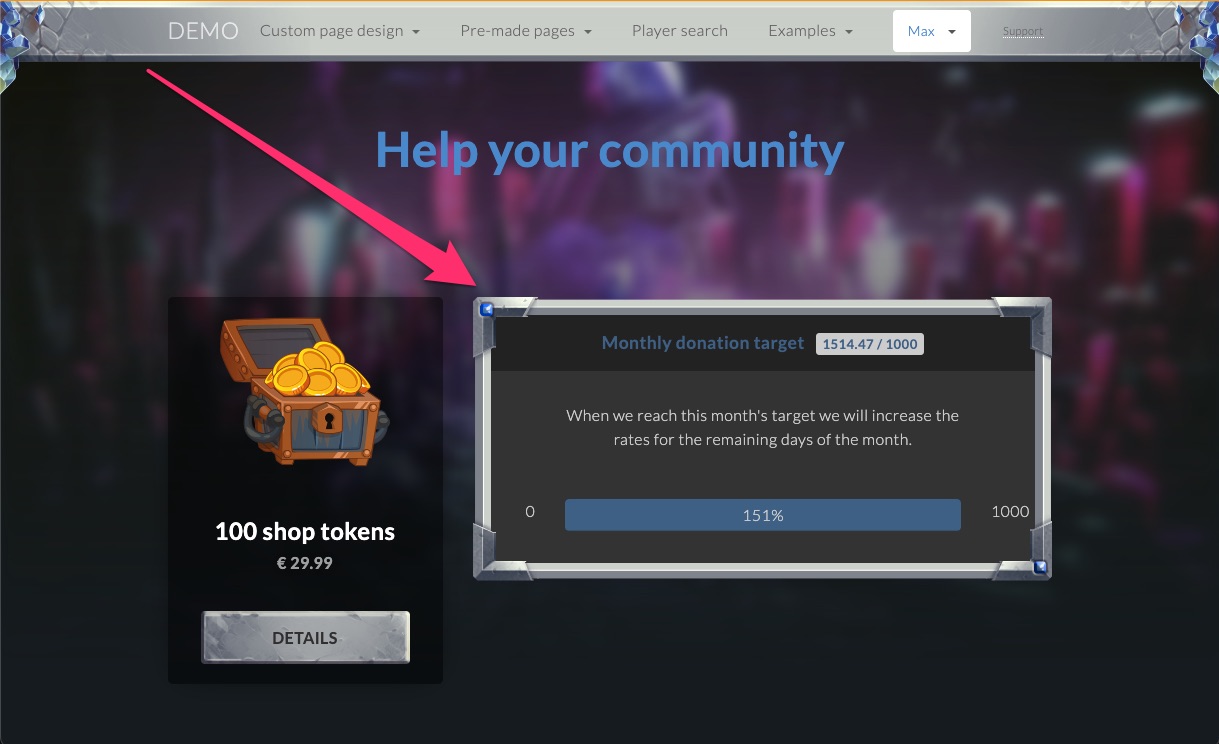 DEMO Custom page design Pre-made pages Player search Examples Max Support
Help your community
Monthly donation target 1514.47 / 1000
When we reach this month's target we will increase the
rates for the remaining days of the month.
0 151% 1000
100 shop tokens
€ 29.99
DETAILS